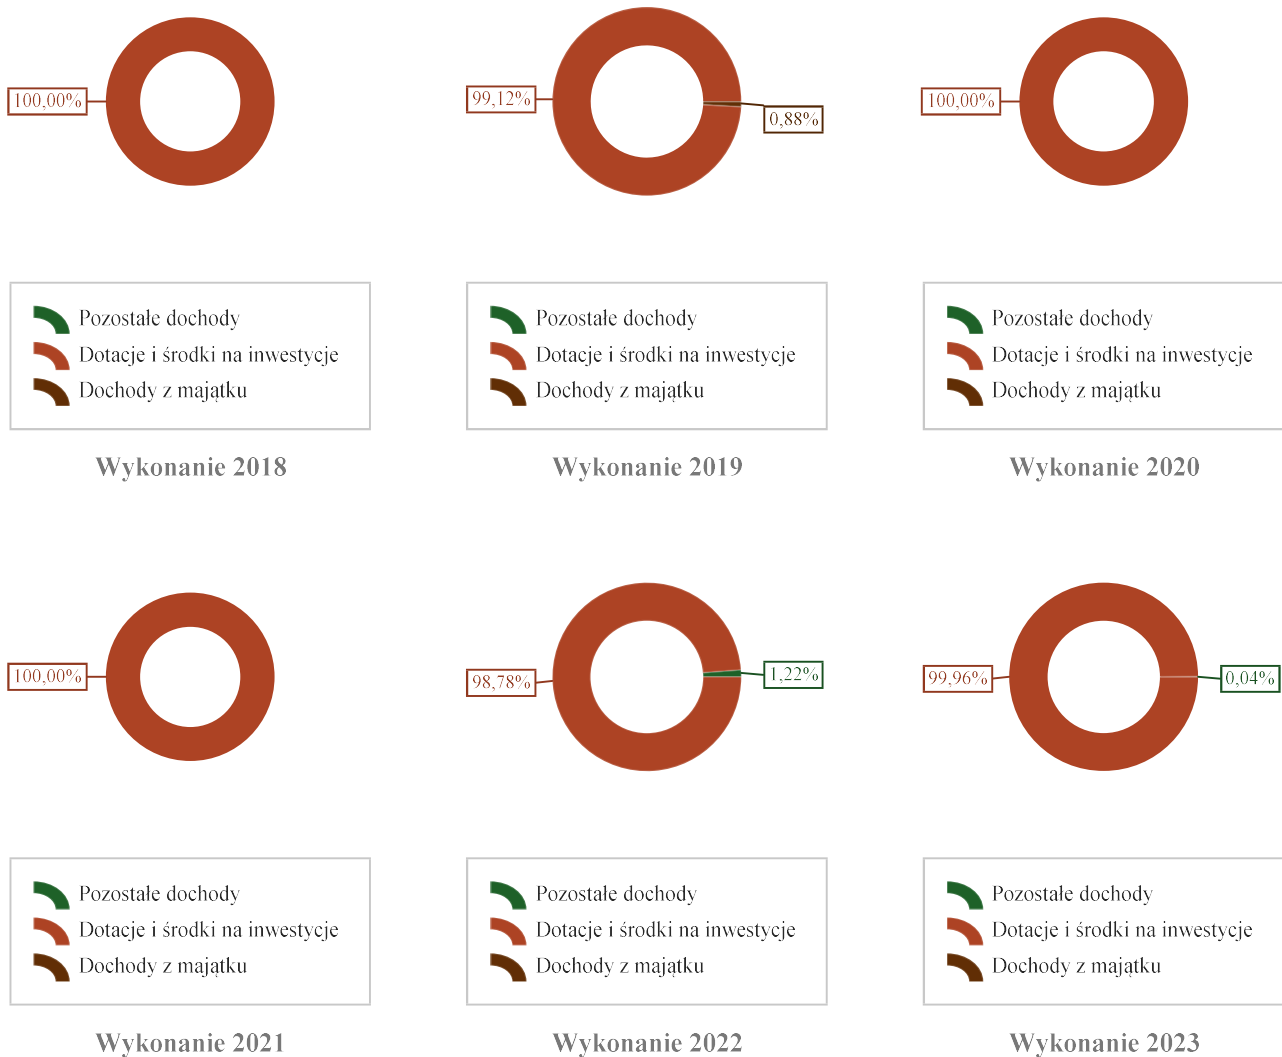 100,00%
Pozostałe dochody
Dotacje i środki na inwestycje
Dochody z majątku
Wykonanie 2018
99,12%
0,88%
Pozostałe dochody
Dotacje i środki na inwestycje
Dochody z majątku
Wykonanie 2019
100,00%
Pozostałe dochody
Dotacje i środki na inwestycje
Dochody z majątku
Wykonanie 2020
100,00%
Pozostałe dochody
Dotacje i środki na inwestycje
Dochody z majątku
Wykonanie 2021
98,78%
1,22%
Pozostałe dochody
Dotacje i środki na inwestycje
Dochody z majątku
Wykonanie 2022
99,96%
0,04%
Pozostałe dochody
Dotacje i środki na inwestycje
Dochody z majątku
Wykonanie 2023